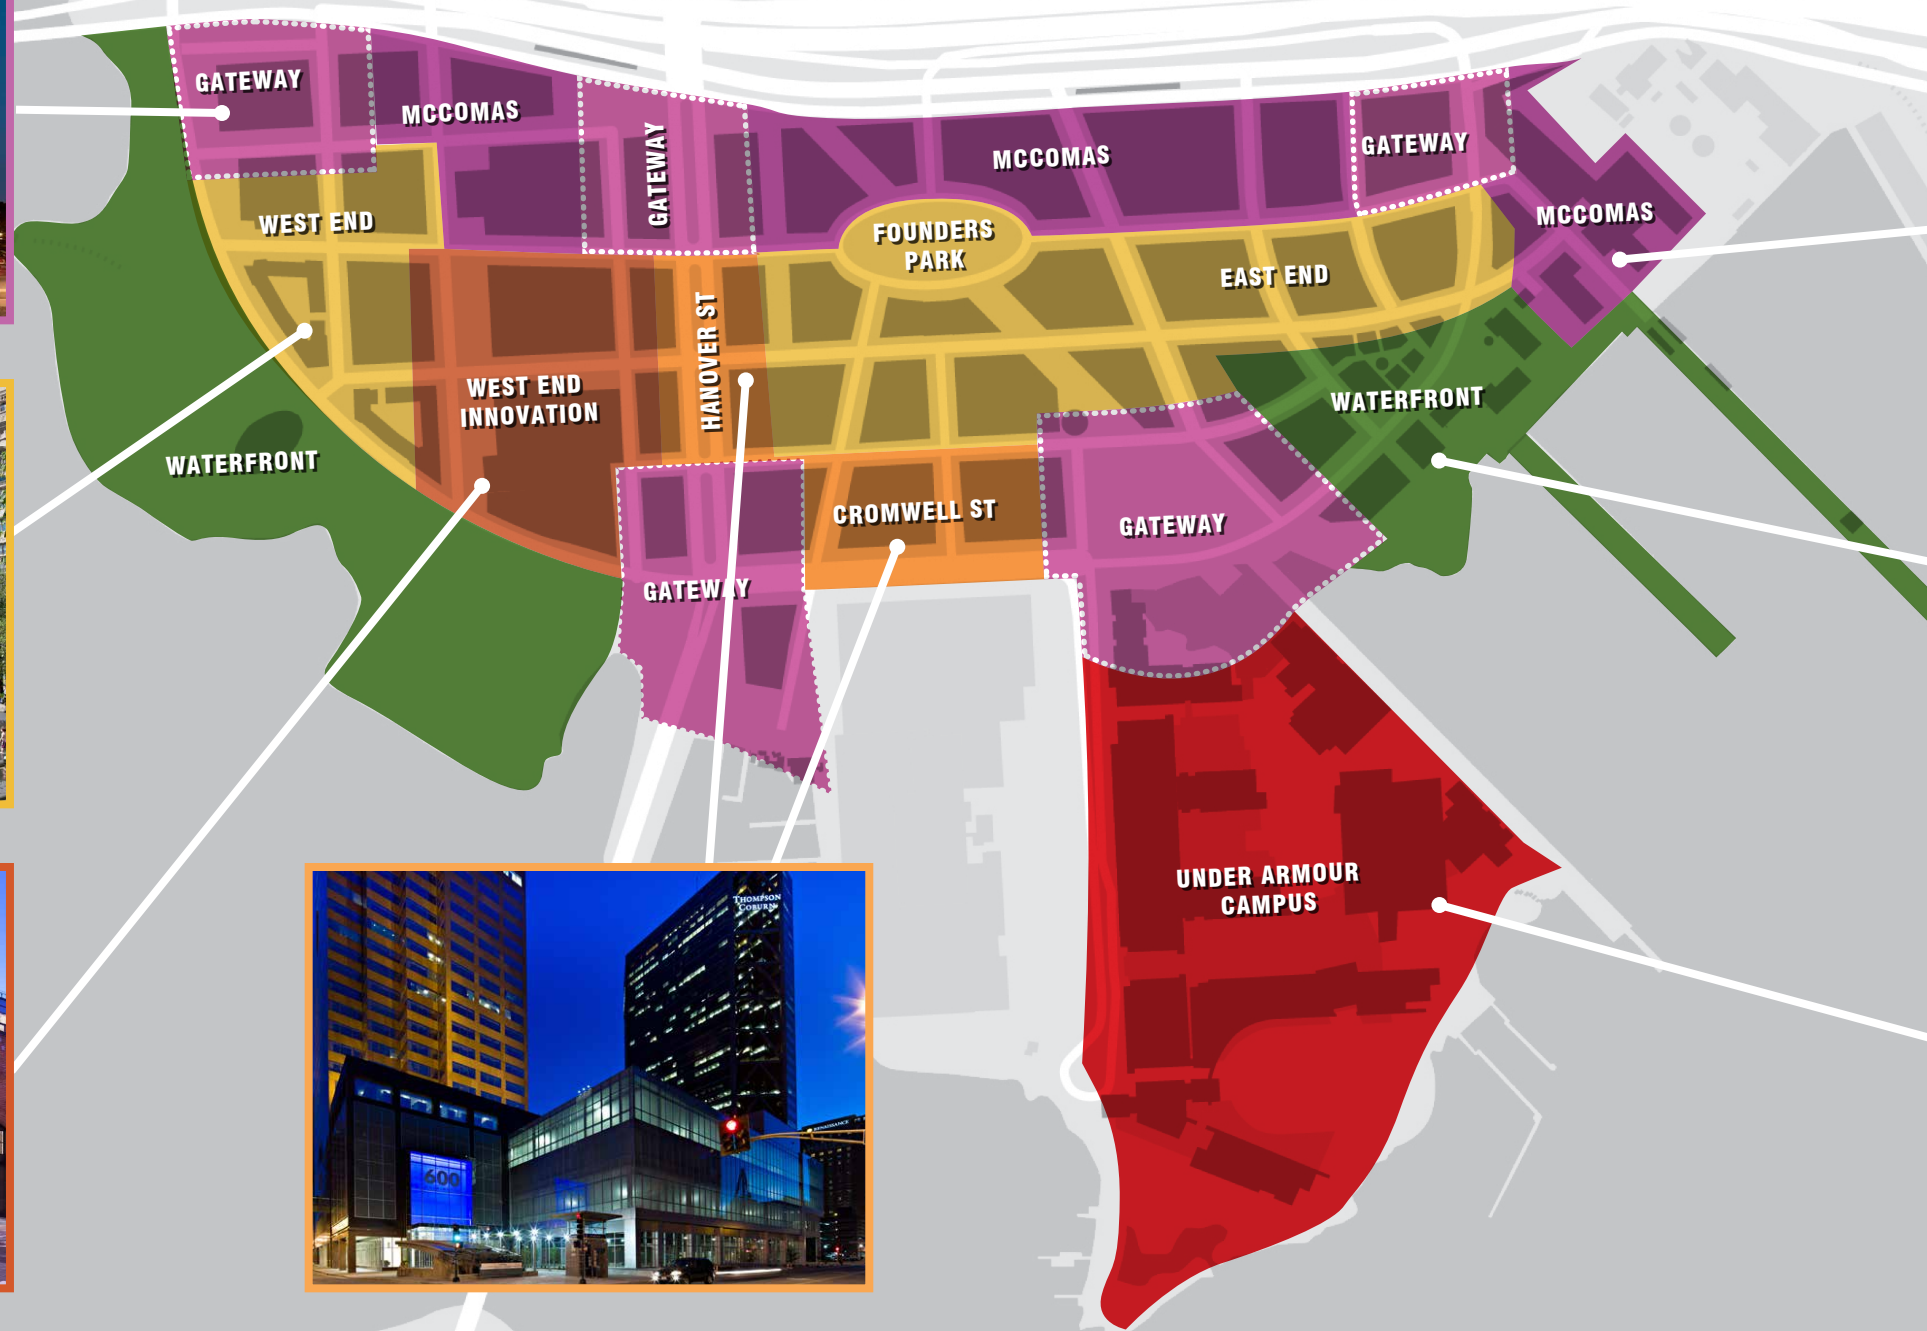 GATEWAY
MCCOMAS
GATEWAY
MCCOMAS
GATEWAY
MCCOMAS
WEST END
FOUNDERS
PARK
EAST END
HANOVER ST
WEST END
INNOVATION
WATERFRONT
WATERFRONT
CROMWELL ST
GATEWAY
GATEWAY
UNDER ARMOUR
CAMPUS
THOMPSON
COBURN
RENAISSANCE
600